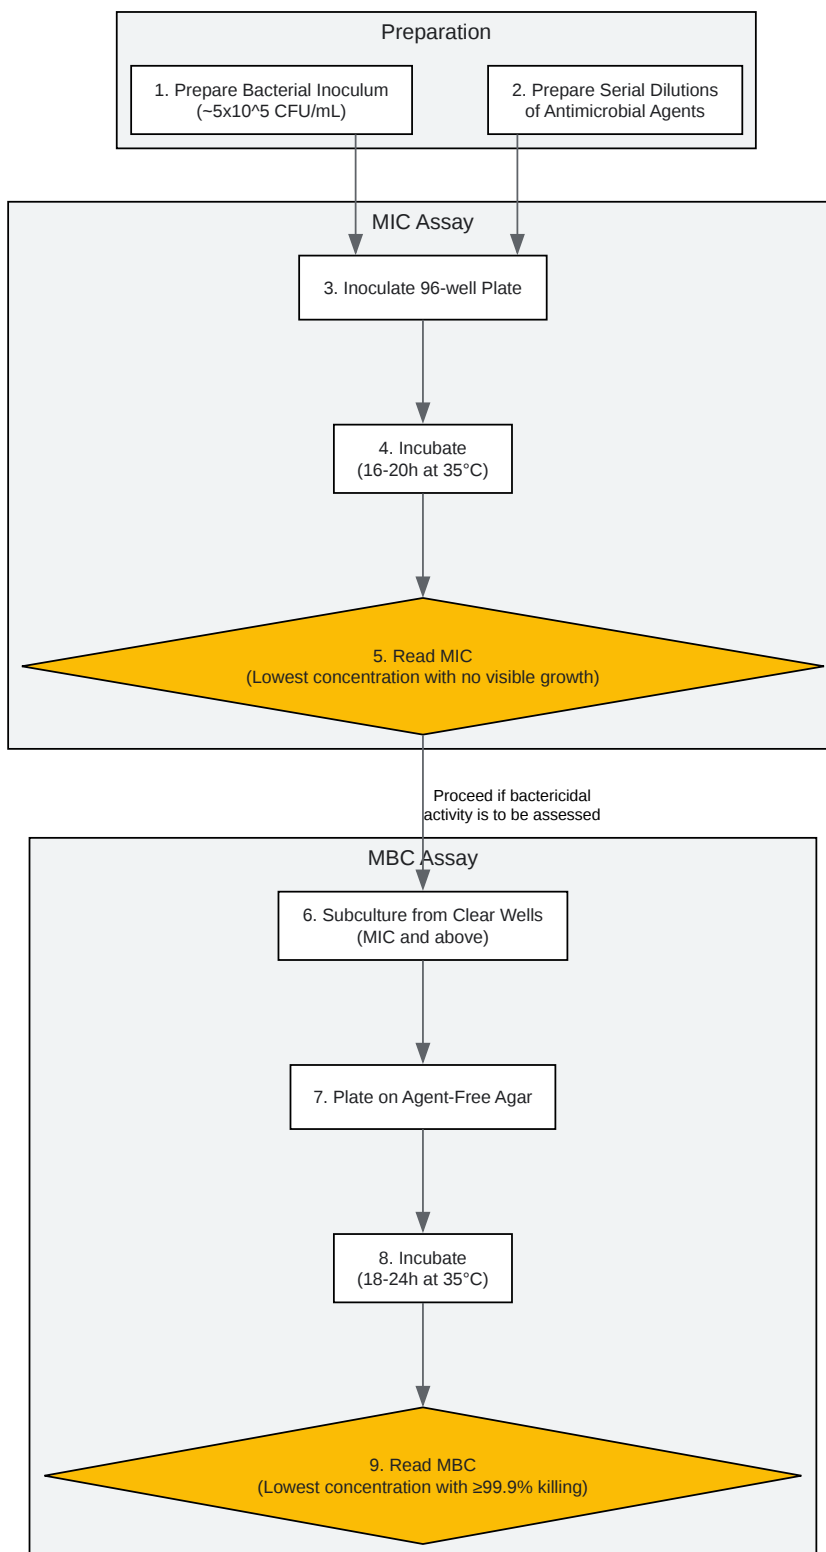 Preparation
1. Prepare Bacterial Inoculum
(~5x10^5 CFU/mL)
2. Prepare Serial Dilutions
of Antimicrobial Agents
MIC Assay
3. Inoculate 96-well Plate
4. Incubate
(16-20h at 35°C)
5. Read MIC
(Lowest concentration with no visible growth)
Proceed if bactericidal
activity is to be assessed
MBC Assay
6. Subculture from Clear Wells
(MIC and above)
7. Plate on Agent-Free Agar
8. Incubate
(18-24h at 35°C)
9. Read MBC
(Lowest concentration with ≥99.9% killing)